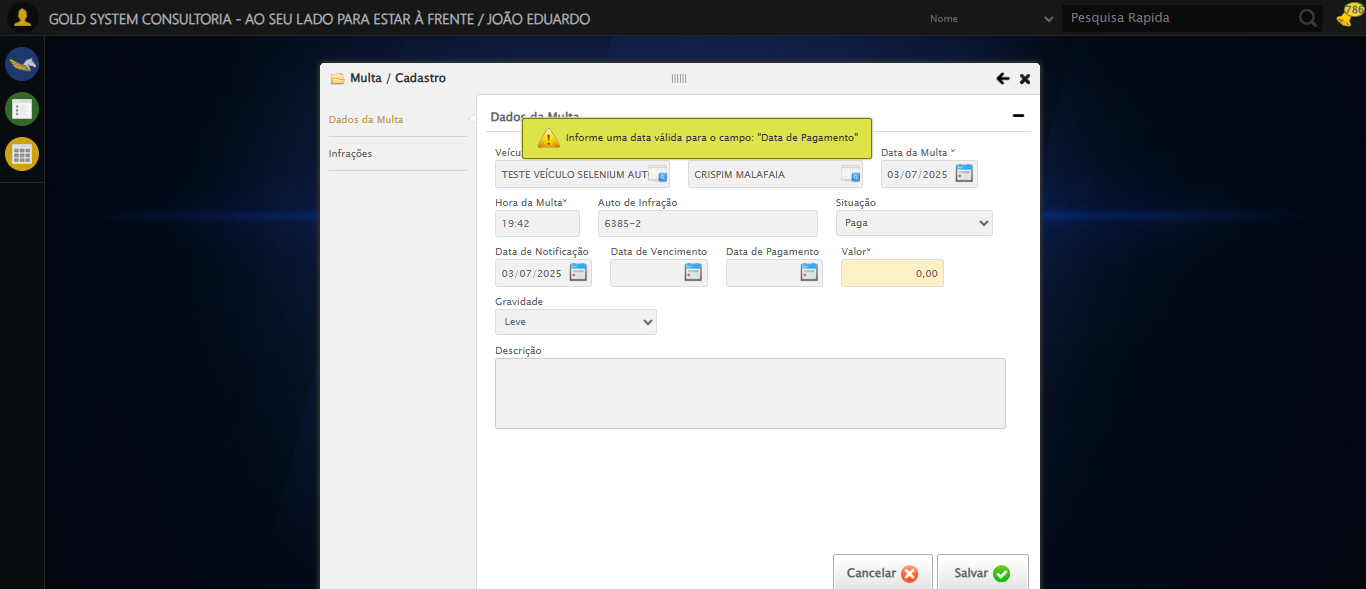 GOLD SYSTEM CONSULTORIA - AO SEU LADO PARA ESTAR À FRENTE / JOÃO EDUARDO
Nome
Pesquisa Rapida
786
Multa / Cadastro
Dados da Multa
Infrações
Dados da Multa
Informe uma data válida para o campo: "Data de Pagamento"
Veícu
Data da Multa *
TESTE VEÍCULO SELENIUM AUT
CRISPIM MALAFAIA
03/07/2025
Hora da Multa*
Auto de Infração
Situação
19:42
6385-2
Paga
Data de Notificação
Data de Vencimento
Data de Pagamento
Valor*
03/07/2025
0,00
Gravidade
Leve
Descrição
Cancelar
Salvar